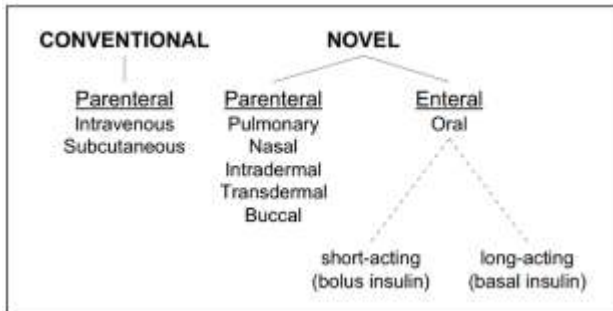 CONVENTIONAL
Parenteral
Intravenous
Subcutaneous
NOVEL
Parenteral
Pulmonary
Nasal
Intradermal
Transdermal
Buccal
Enteral
Oral
short-acting
(bolus insulin)
long-acting
(basal insulin)